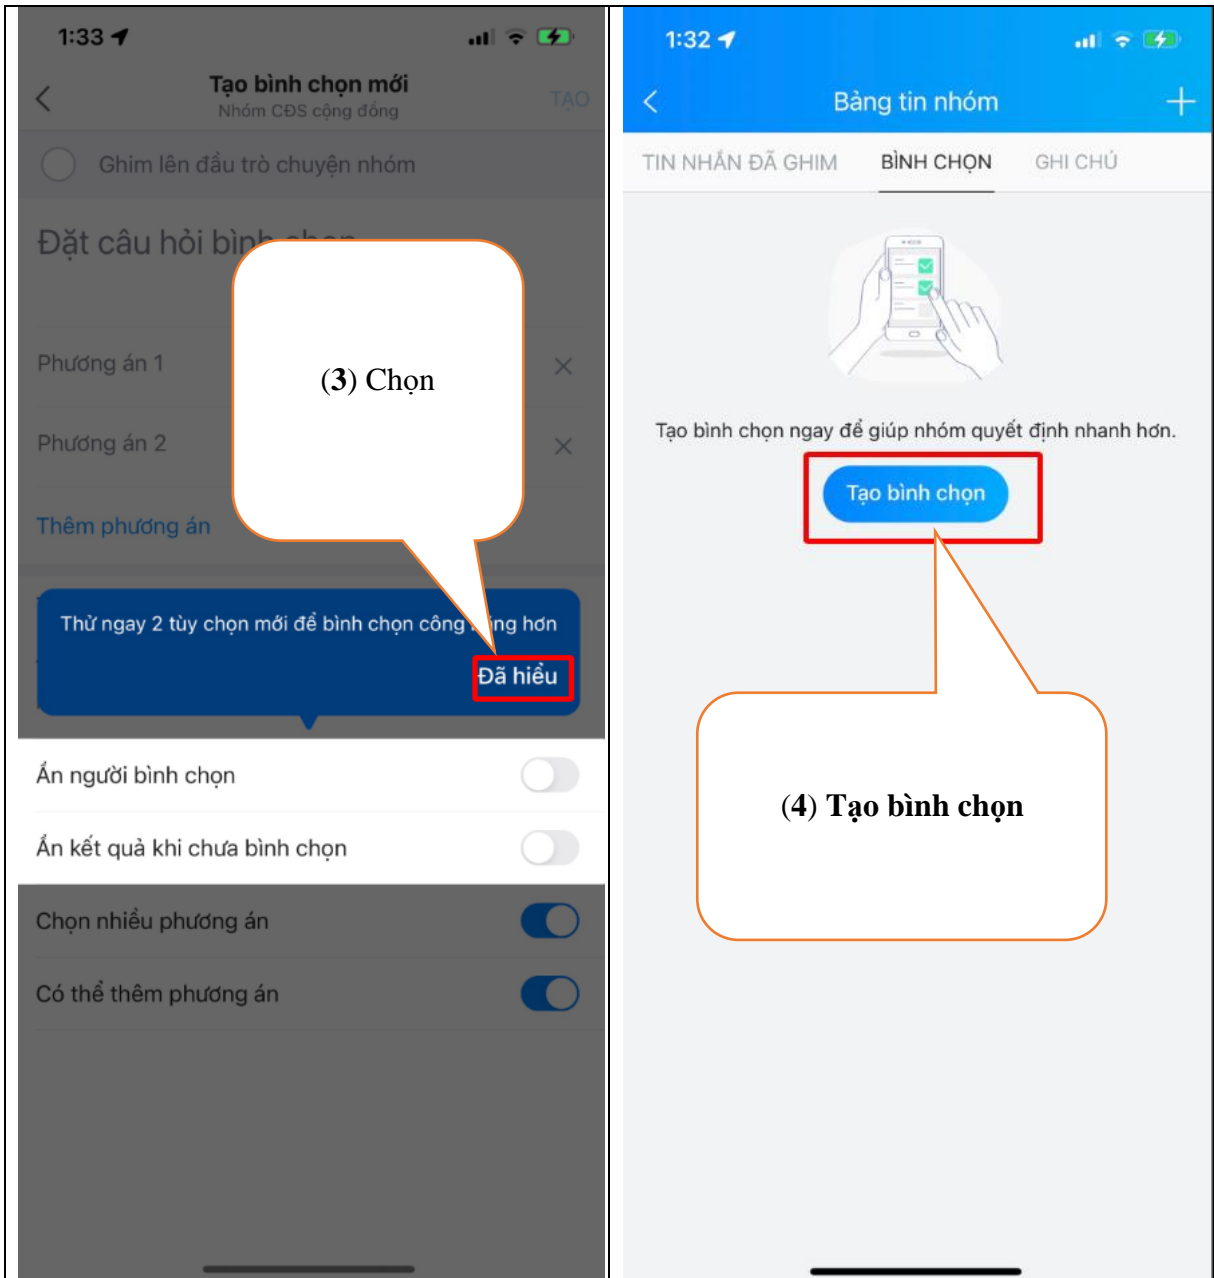 1:33
Tạo bình chọn mới
Nhóm CĐS cộng đồng
TẠO
Ghim lên đầu trò chuyện nhóm
Đặt câu hỏi bình chọn
Phương án 1
(3) Chọn
Phương án 2
Thêm phương án
Thử ngay 2 tùy chọn mới để bình chọn công bằng hơn
Đã hiểu
Ẩn người bình chọn
Ẩn kết quả khi chưa bình chọn
Chọn nhiều phương án
Có thể thêm phương án
1:32
Bảng tin nhóm
TIN NHẮN ĐÃ GHIM BÌNH CHỌN GHI CHÚ
Tạo bình chọn ngay để giúp nhóm quyết định nhanh hơn.
Tạo bình chọn
(4) Tạo bình chọn